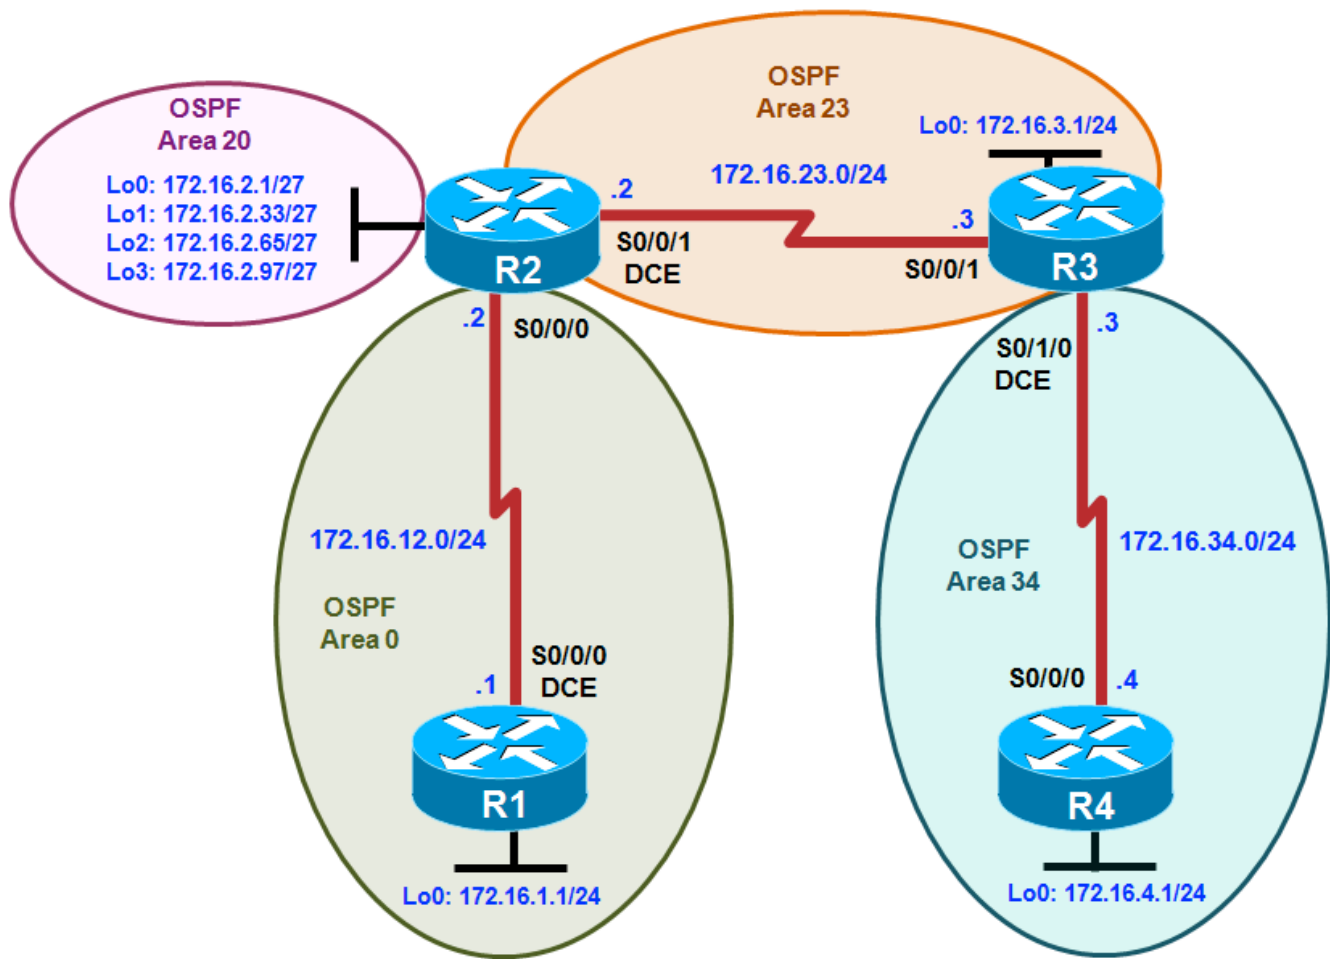 OSPF
Area 20
Lo0: 172.16.2.1/27
Lo1: 172.16.2.33/27
Lo2: 172.16.2.65/27
Lo3: 172.16.2.97/27
OSPF
Area 23
Lo0: 172.16.3.1/24
172.16.23.0/24
.2
S0/0/1
DCE
R2
.3
S0/0/1
R3
.2
S0/0/0
172.16.12.0/24
OSPF
Area 0
S0/0/0
DCE
.1
R1
Lo0: 172.16.1.1/24
.3
S0/1/0
DCE
172.16.34.0/24
OSPF
Area 34
S0/0/0
.4
R4
Lo0: 172.16.4.1/24